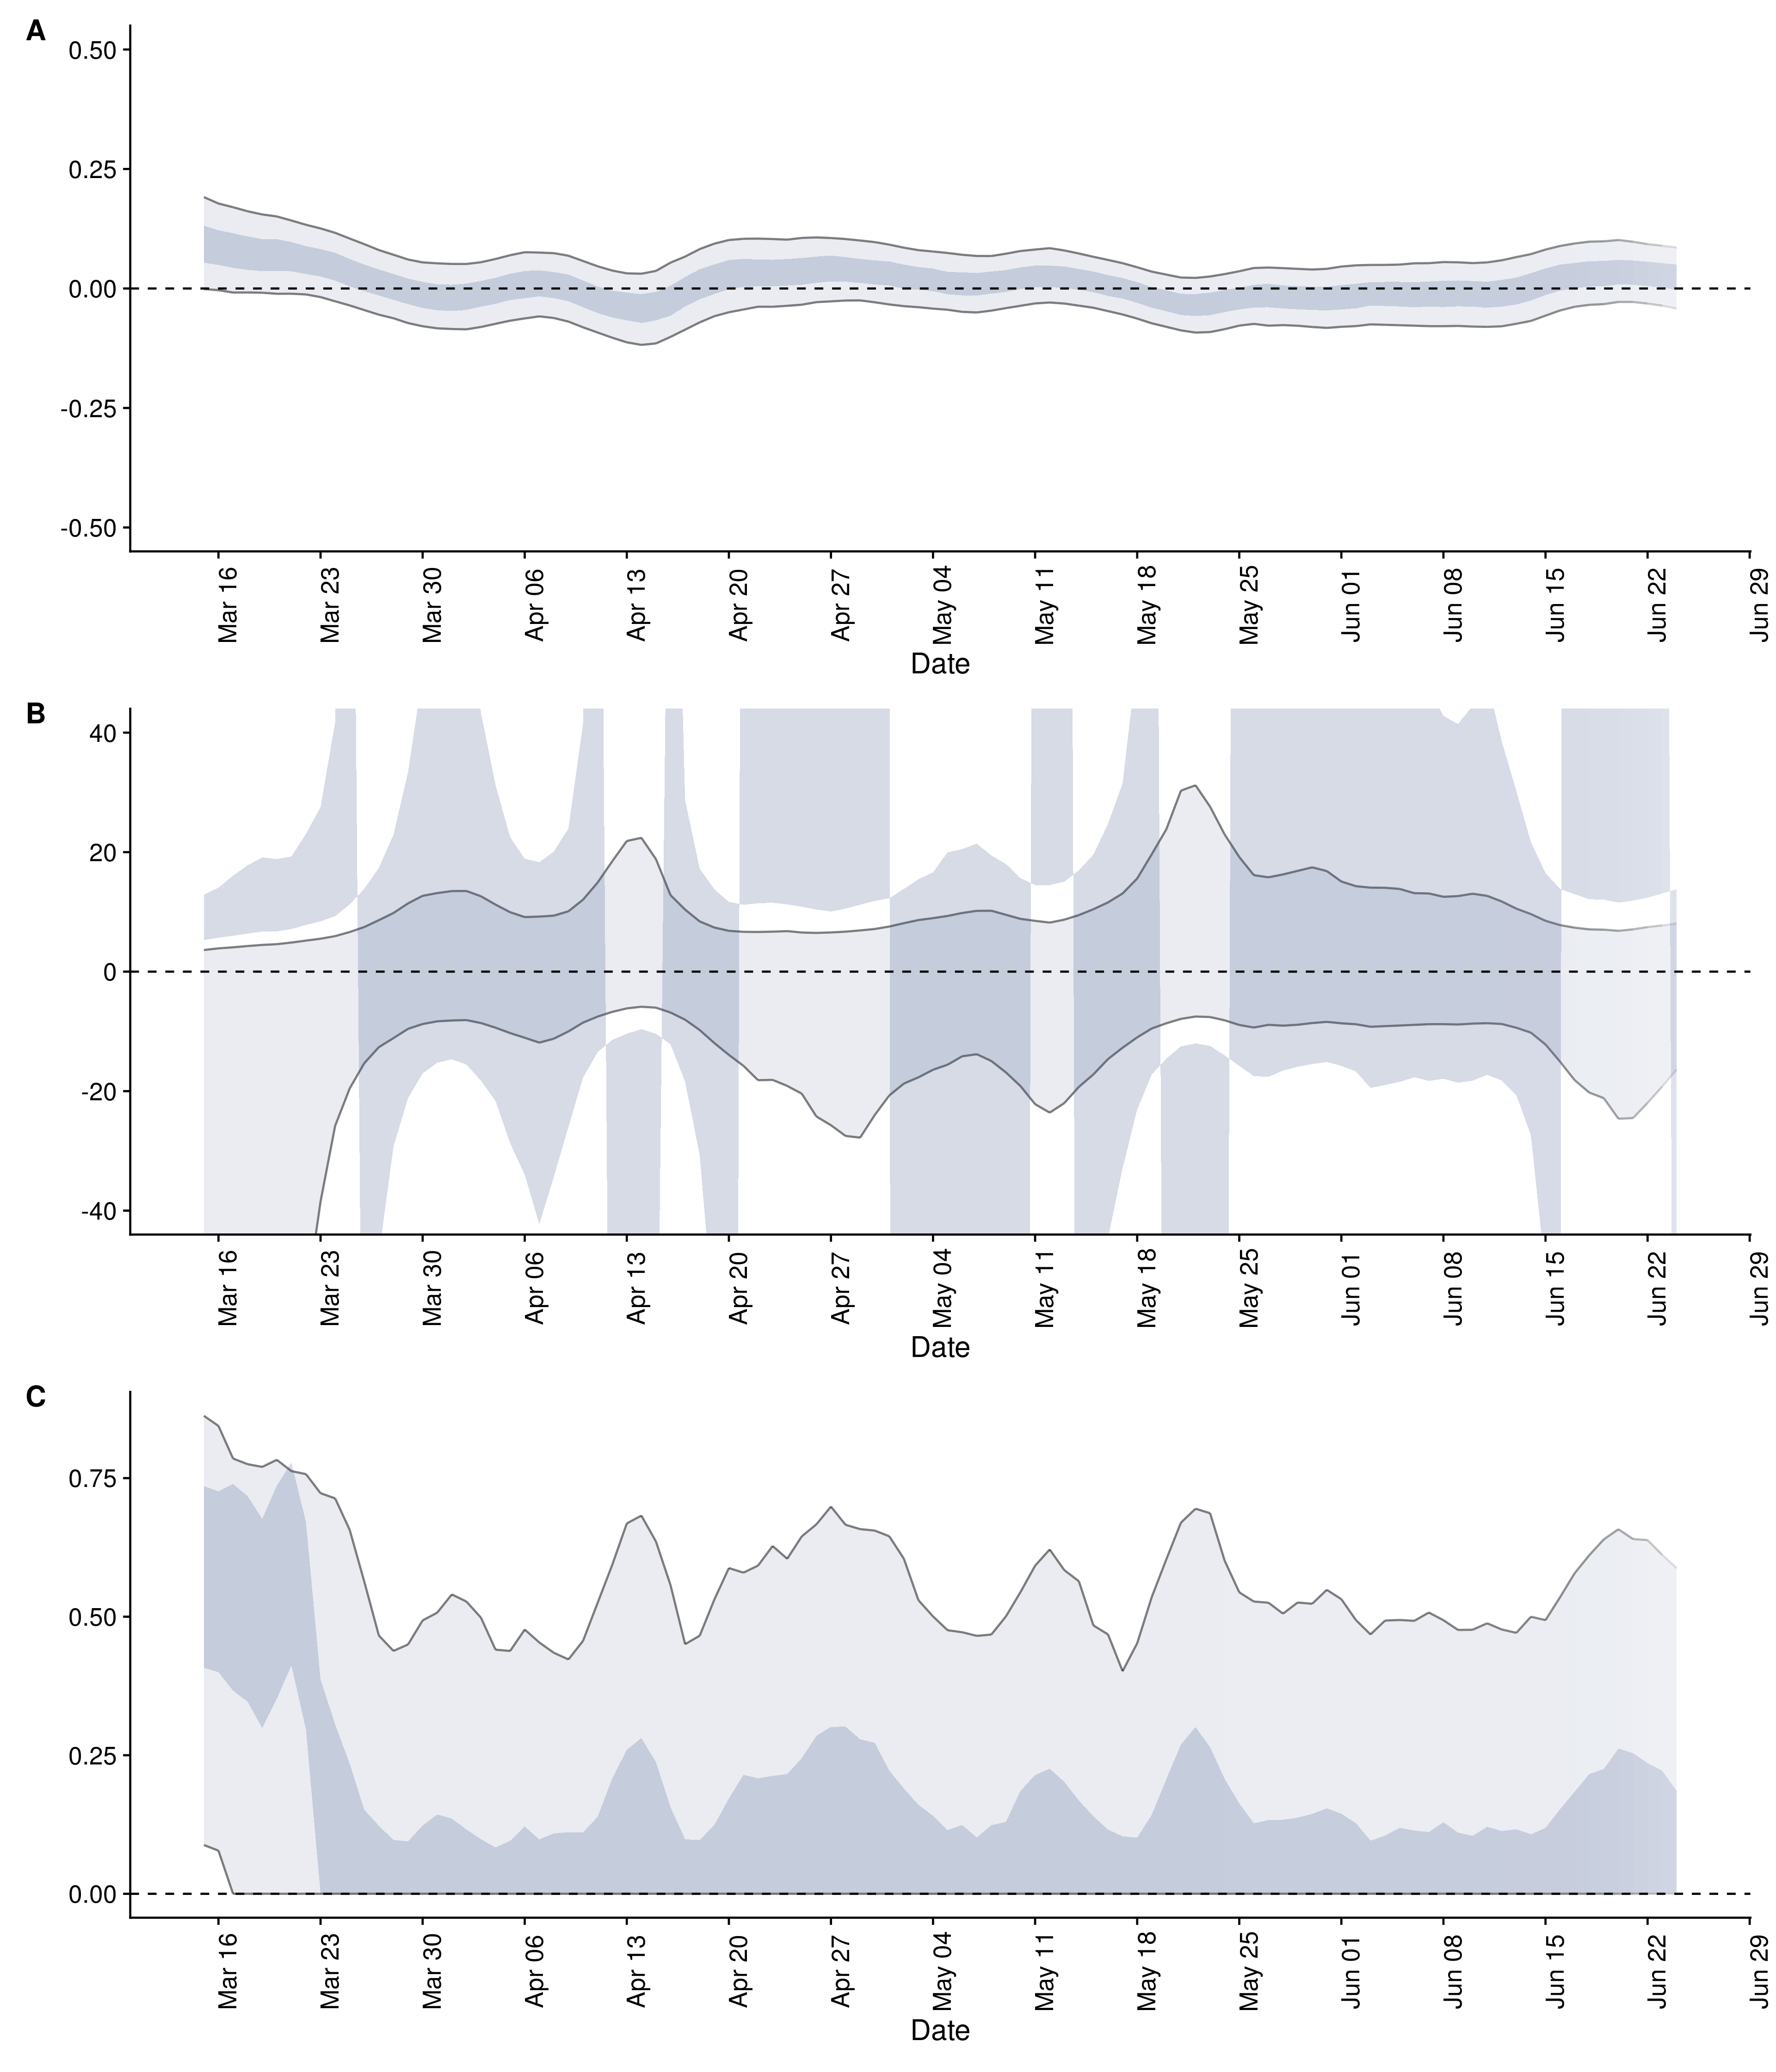 A
0.50
0.25
0.00
-0.25
-0.50
Mar 16
Mar 23
Mar 30
Apr 06
Apr 13
Apr 20
Apr 27
May 04
May 11
May 18
May 25
Jun 01
Jun 08
Jun 15
Jun 22
Jun 29
Date
B
40
20
0
-20
-40
Mar 16
Mar 23
Mar 30
Apr 06
Apr 13
Apr 20
Apr 27
May 04
May 11
May 18
May 25
Jun 01
Jun 08
Jun 15
Jun 22
Jun 29
Date
C
0.75
0.50
0.25
0.00
Mar 16
Mar 23
Mar 30
Apr 06
Apr 13
Apr 20
Apr 27
May 04
May 11
May 18
May 25
Jun 01
Jun 08
Jun 15
Jun 22
Jun 29
Date